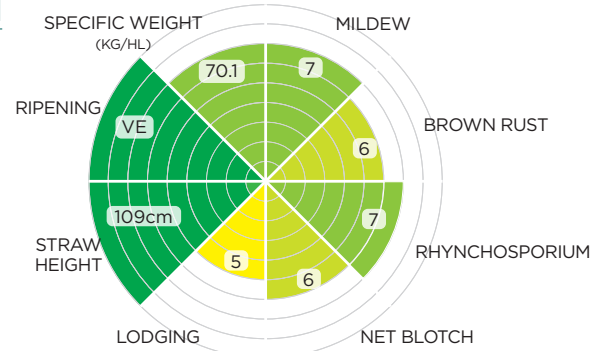 SPECIFIC WEIGHT
(KG/HL)
MILDEW
70.1
7
RIPENING
VE
BROWN RUST
6
109cm
7
STRAW
HEIGHT
RHYNCHOSPORIUM
5
6
LODGING
NET BLOTCH